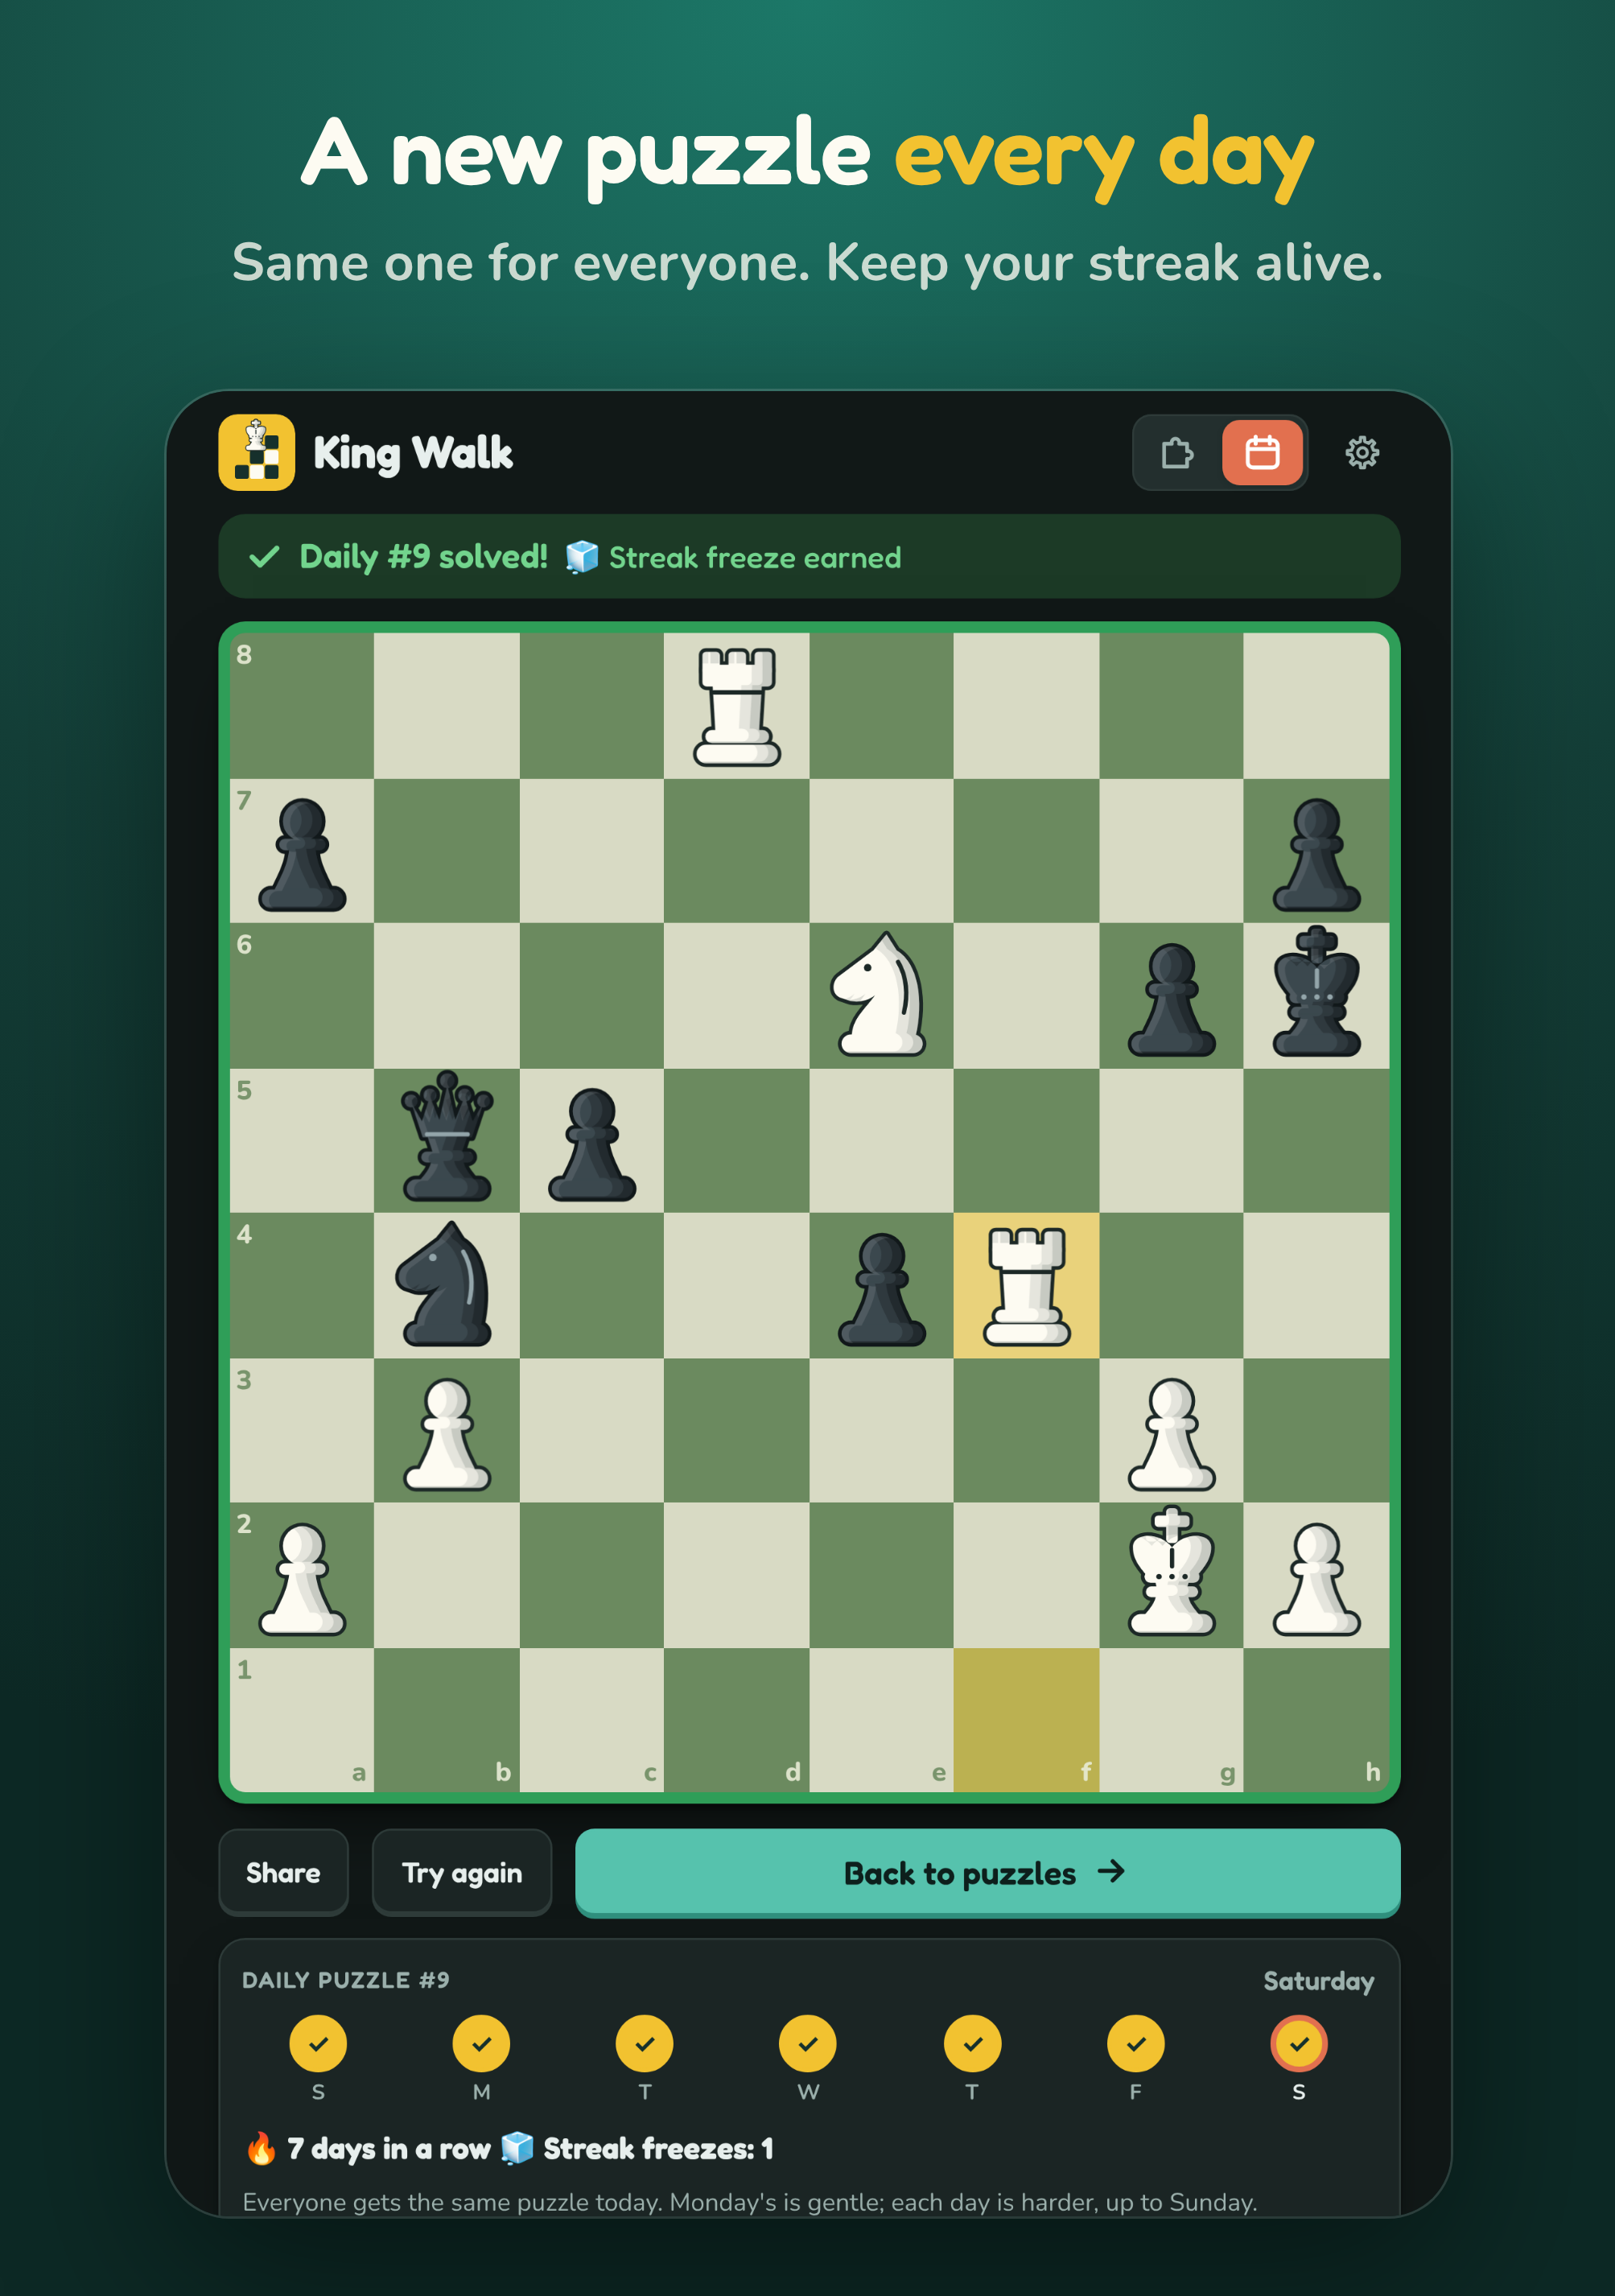 A new puzzle every day
Same one for everyone. Keep your streak alive.
King Walk
Daily #9 solved! 🧊 Streak freeze earned
8
7
6
5
4
3
2
1
a b c d e f g h
Share
Try again
Back to puzzles →
DAILY PUZZLE #9
Saturday
S M T W T F S
🔥 7 days in a row 🧊 Streak freezes: 1
Everyone gets the same puzzle today. Monday's is gentle; each day is harder, up to Sunday.